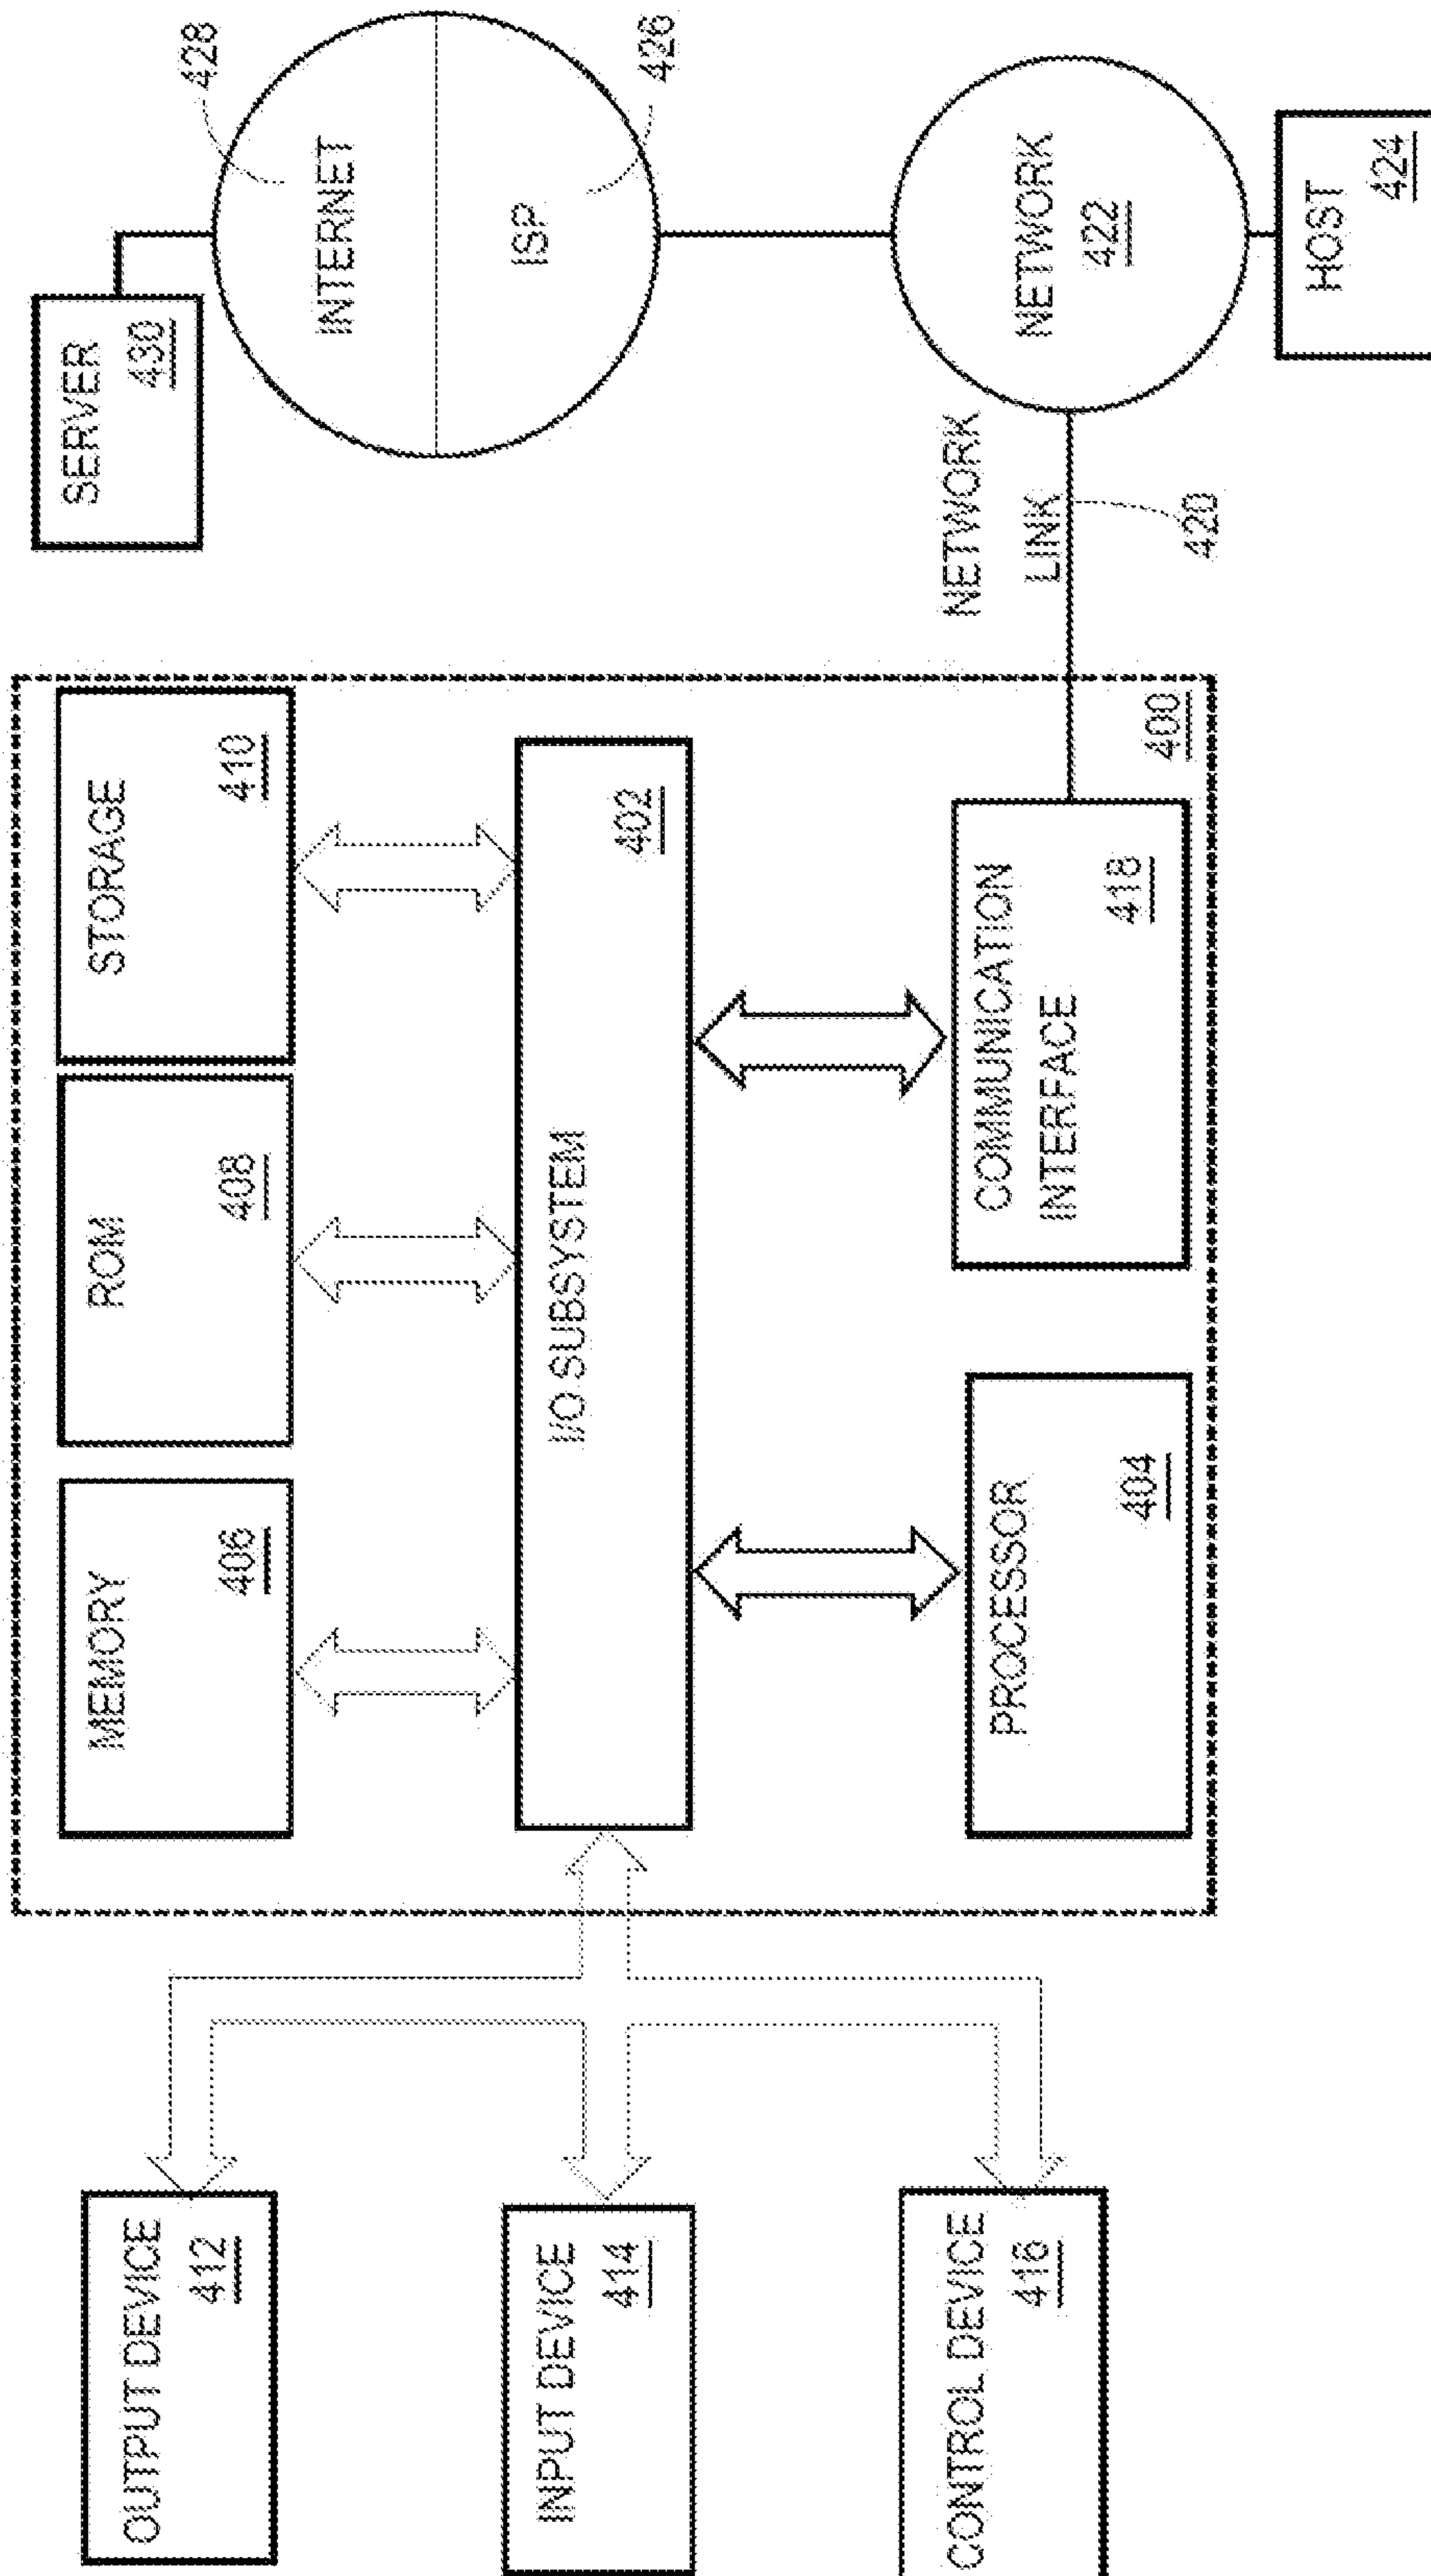 OUTPUT DEVICE
412
INPUT DEVICE
414
CONTROL DEVICE
416
MEMORY
406
ROM
408
STORAGE
410
I/O SUBSYSTEM
402
PROCESSOR
404
COMMUNICATION
INTERFACE
418
400
NETWORK
LINK
420
SERVER
430
INTERNET
428
ISP
426
NETWORK
422
HOST
424